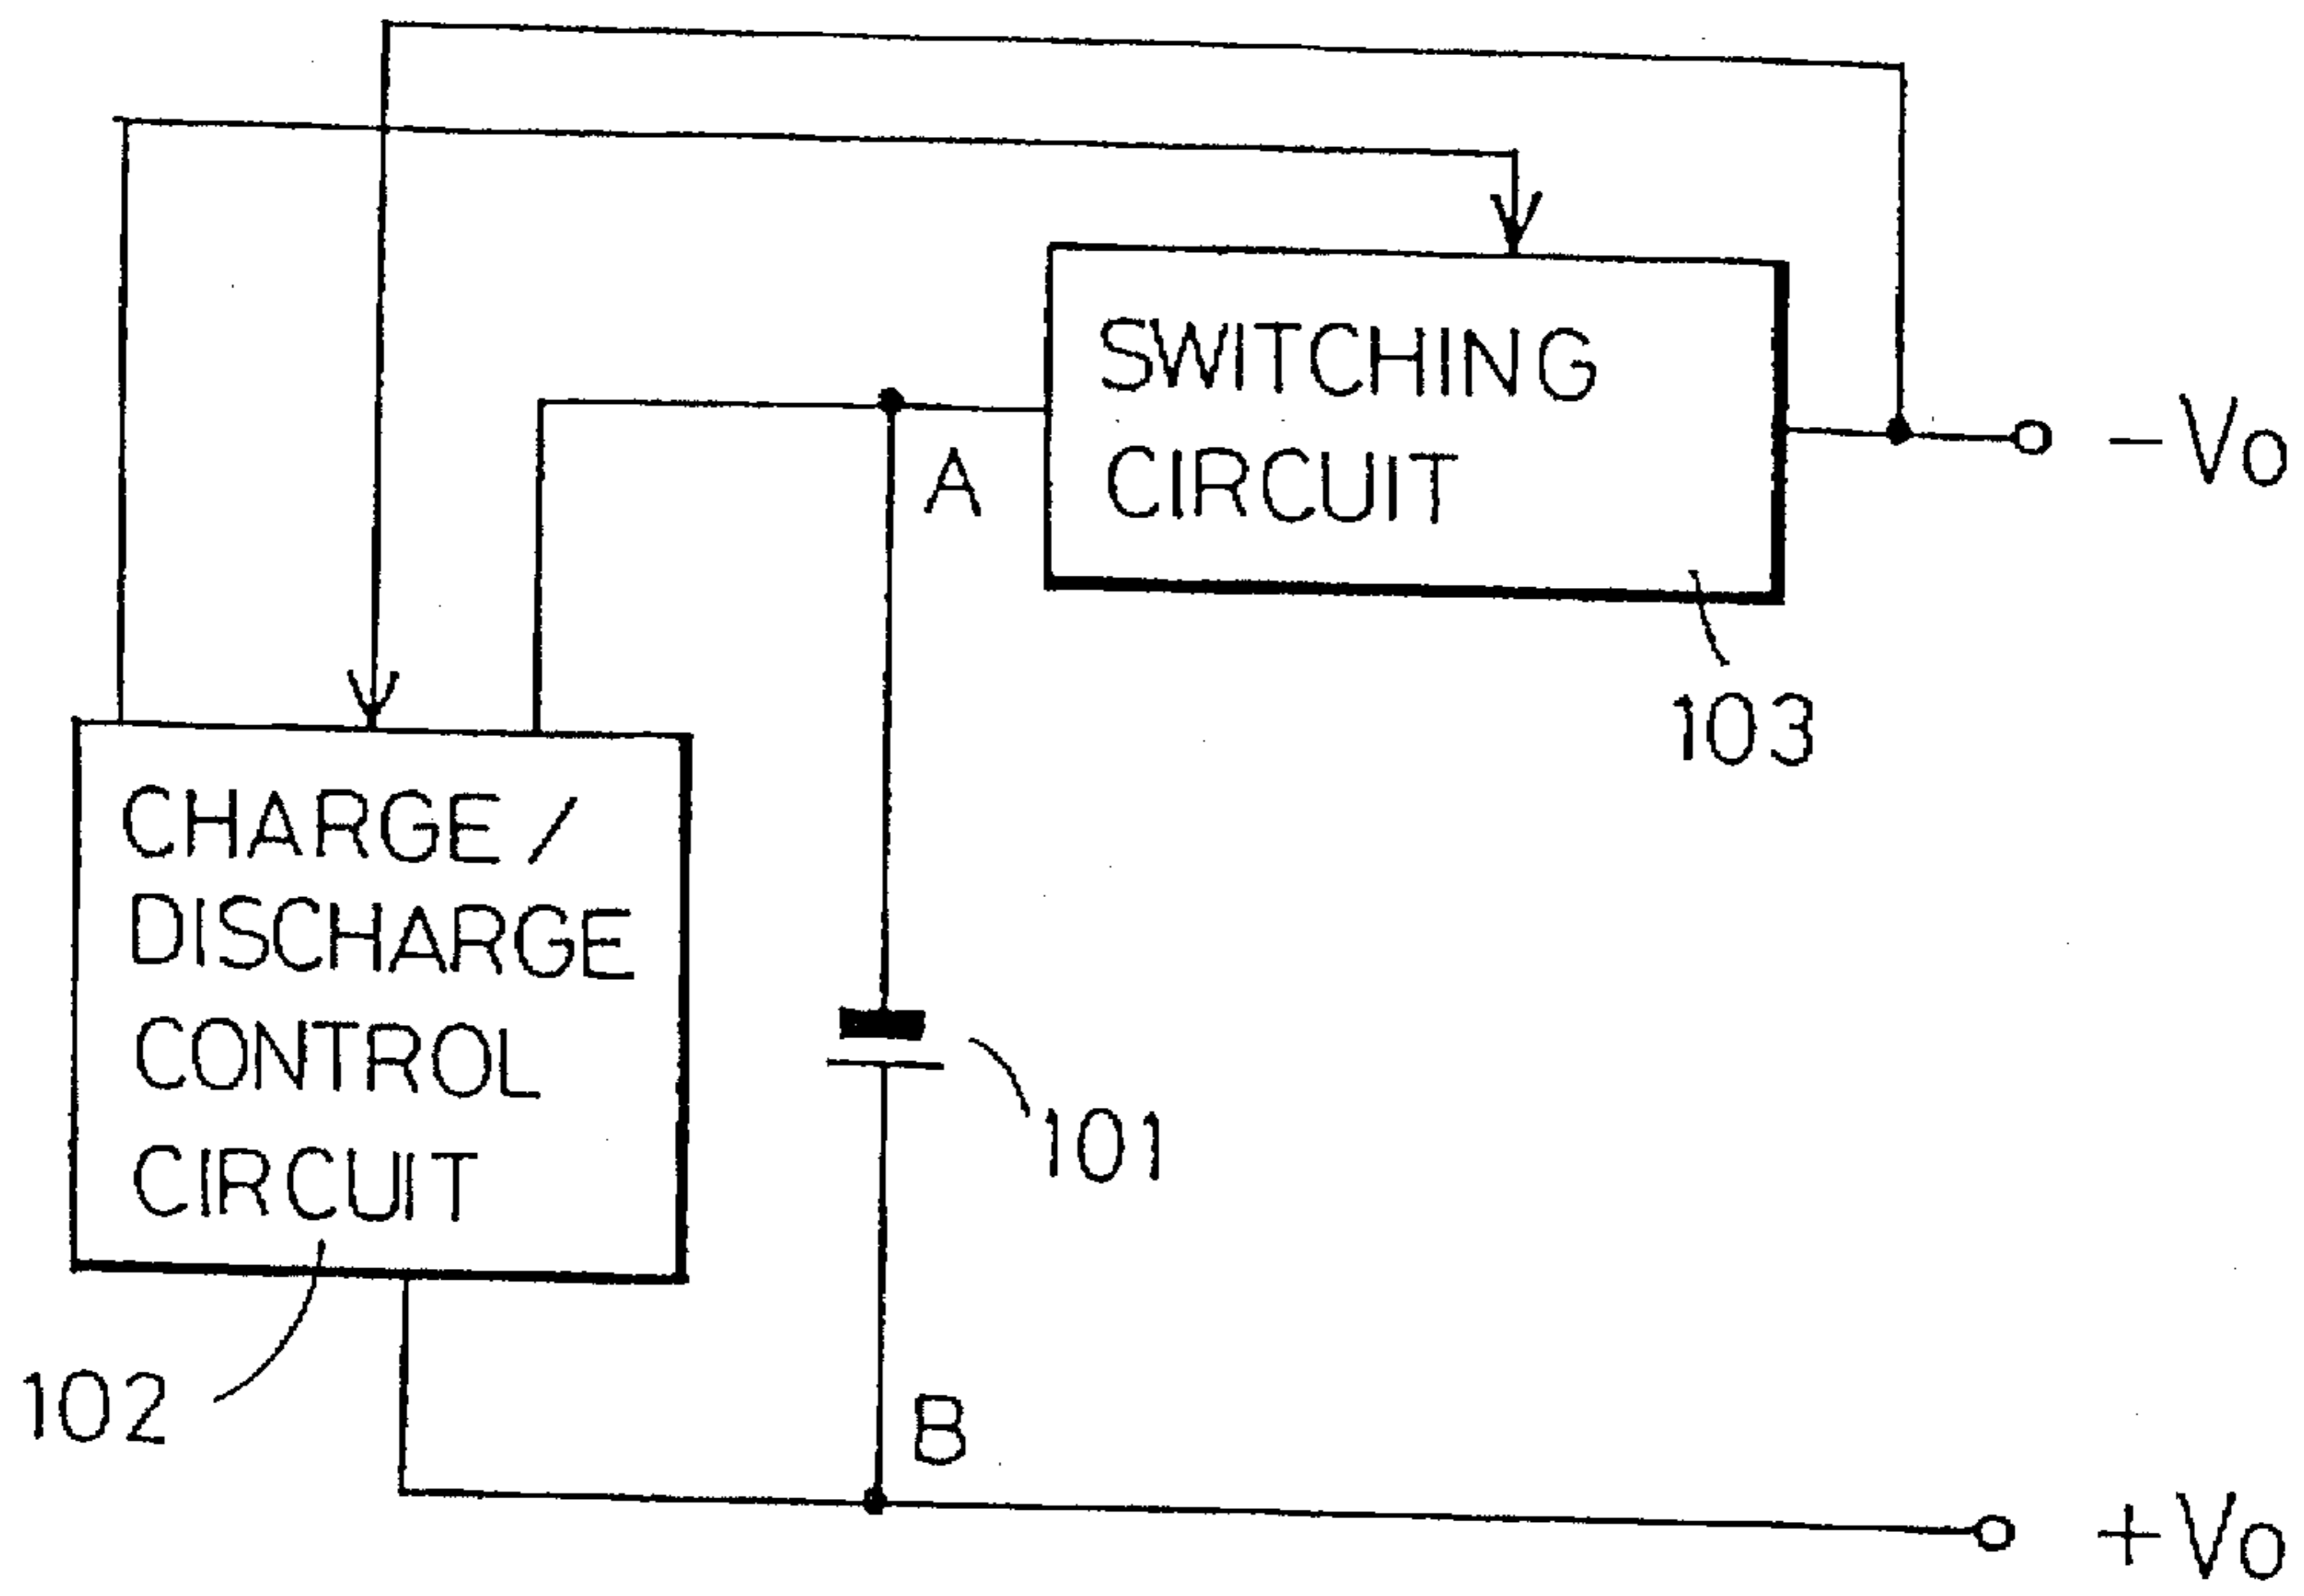 SWITCHING
CIRCUIT
-Vo
A
103
CHARGE/
DISCHARGE
CONTROL
CIRCUIT
101
102
B
+Vo